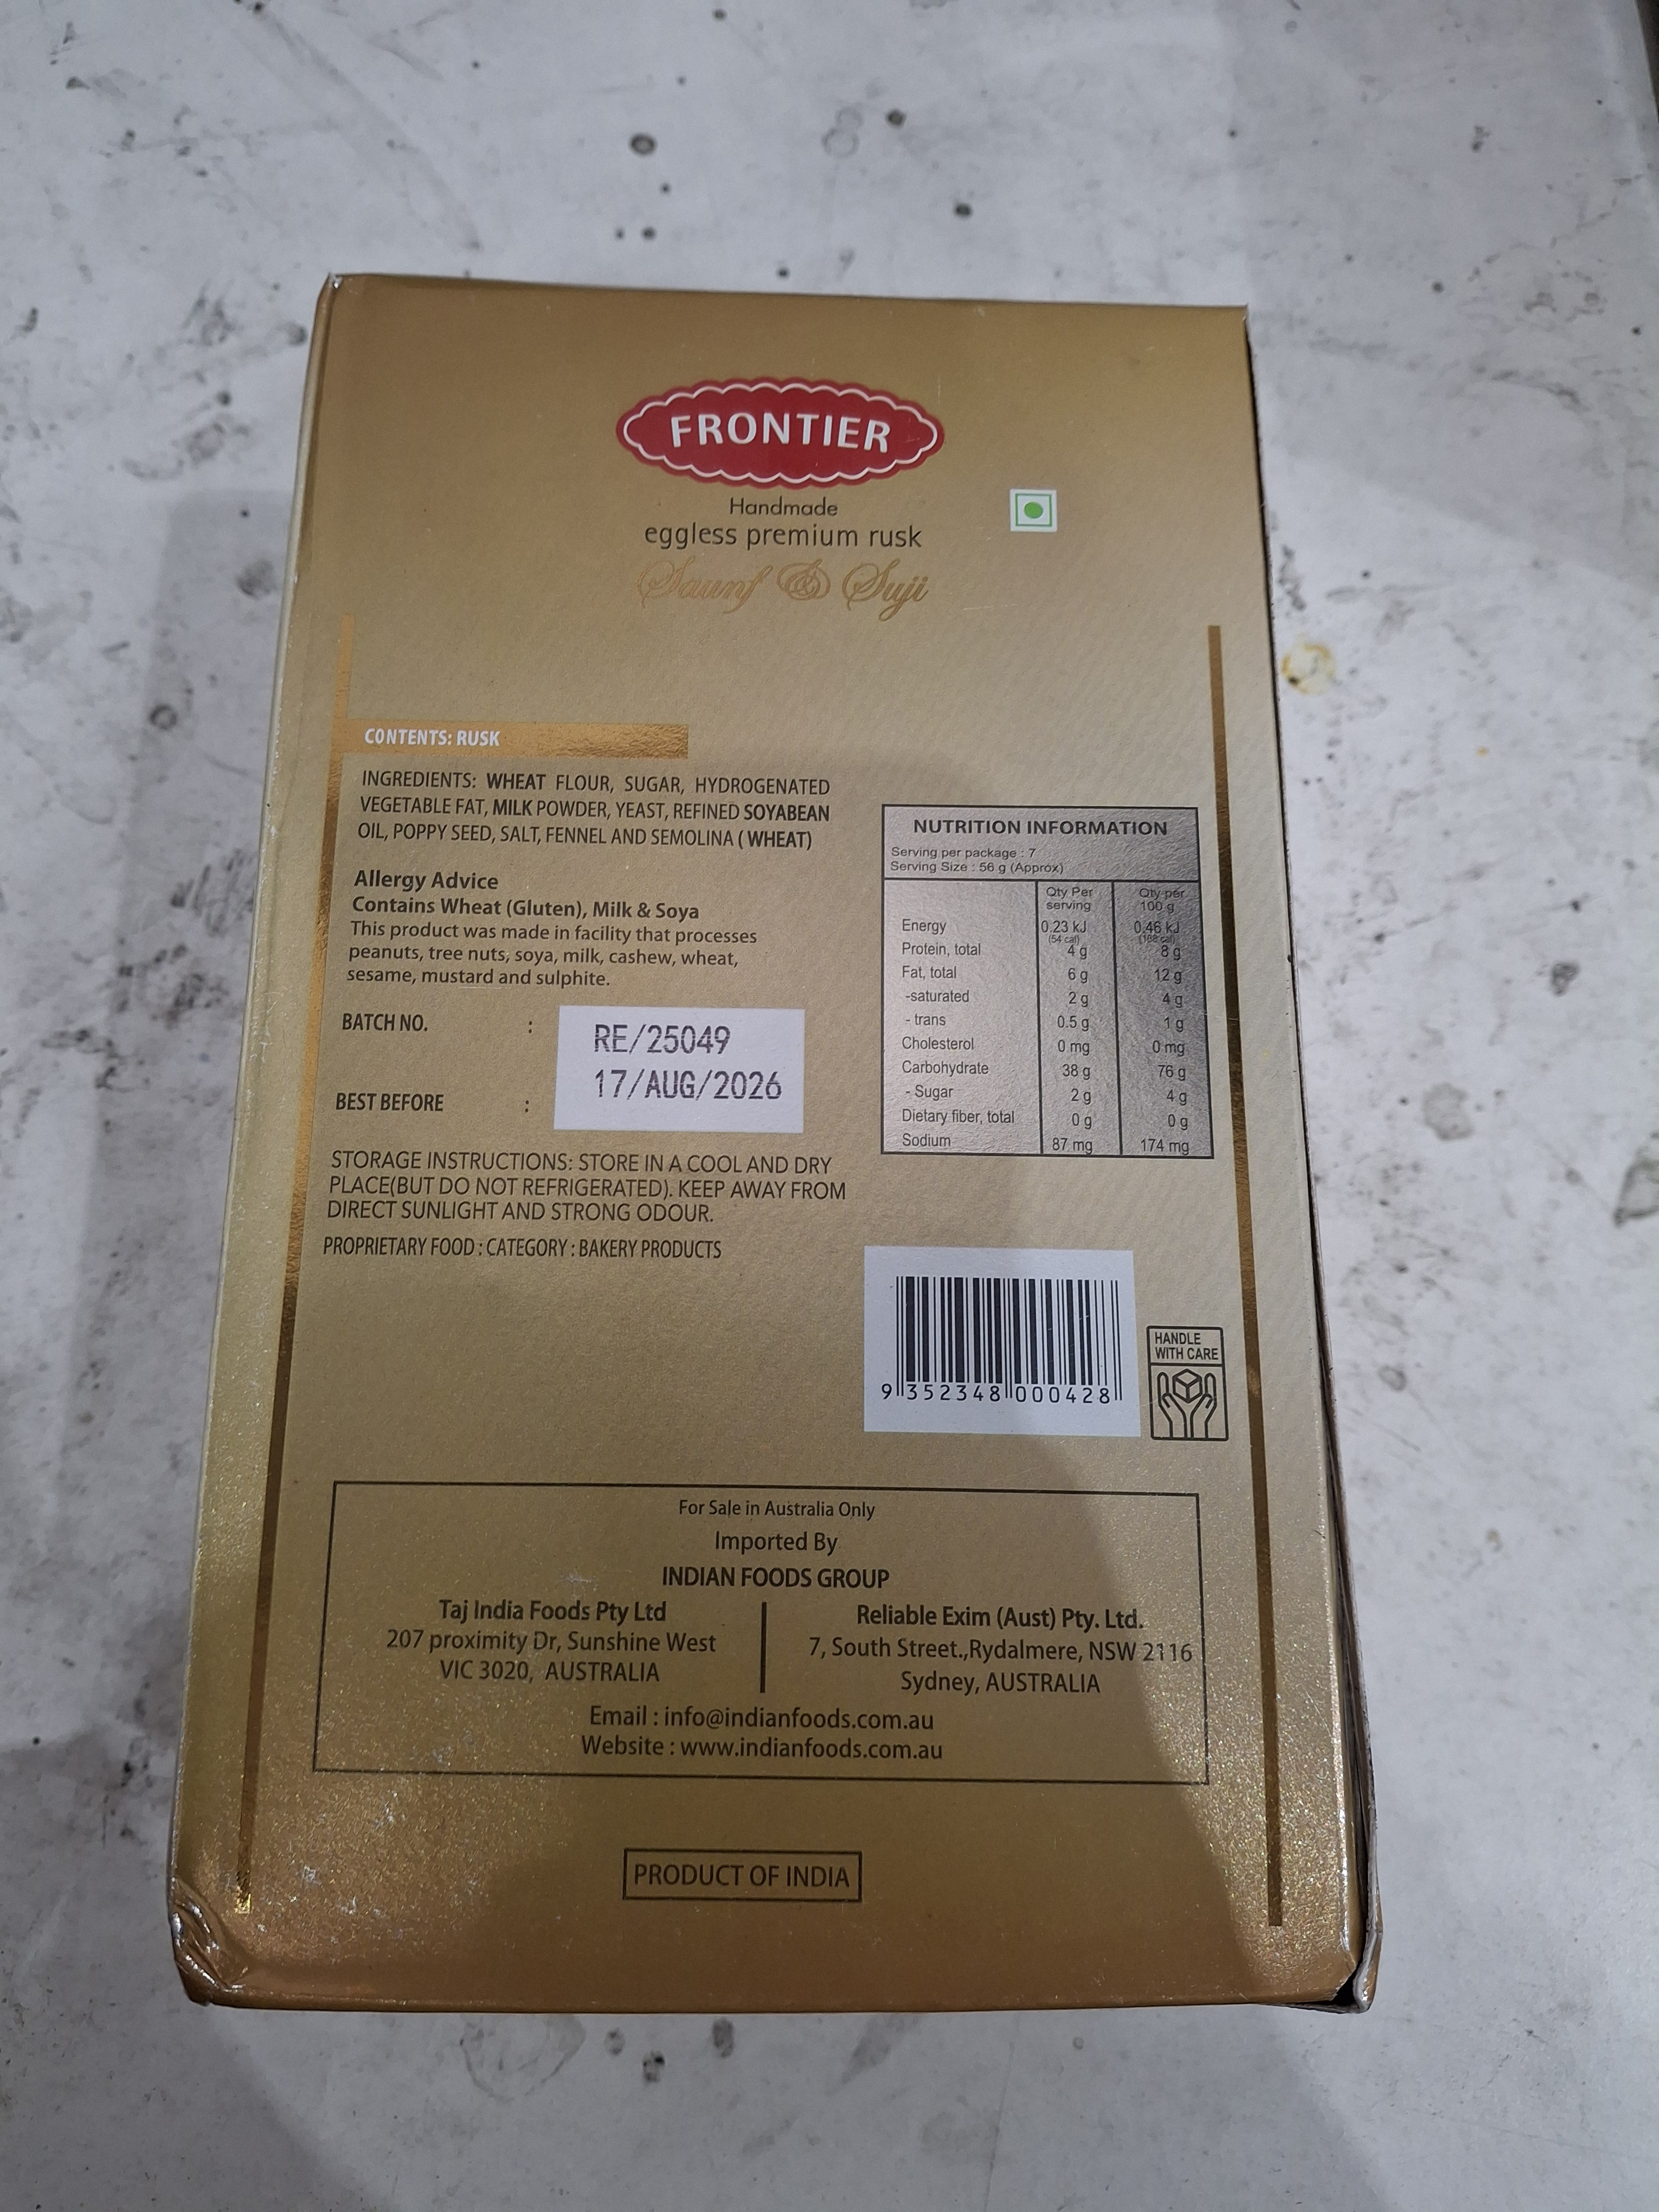 FRONTIER
Handmade
eggless premium rusk
Saunf & Suji
CONTENTS: RUSK
INGREDIENTS: WHEAT FLOUR, SUGAR, HYDROGENATED
VEGETABLE FAT, MILK POWDER, YEAST, REFINED SOYABEAN
OIL, POPPY SEED, SALT, FENNEL AND SEMOLINA ( WHEAT)
Allergy Advice
Contains Wheat (Gluten), Milk & Soya
This product was made in facility that processes
peanuts, tree nuts, soya, milk, cashew, wheat,
sesame, mustard and sulphite.
BATCH NO. : RE/25049
17/AUG/2026
BEST BEFORE :
STORAGE INSTRUCTIONS: STORE IN A COOL AND DRY
PLACE(BUT DO NOT REFRIGERATED). KEEP AWAY FROM
DIRECT SUNLIGHT AND STRONG ODOUR.
PROPRIETARY FOOD : CATEGORY : BAKERY PRODUCTS
NUTRITION INFORMATION
Serving per package : 7
Serving Size : 56 g (Approx)
Qty Per serving Qty per 100 g
Energy 0.23 kJ (54 cal) 0.46 kJ
Protein, total 4 g 8 g
Fat, total 6 g 12 g
-saturated 2 g 4 g
- trans 0.5 g 1 g
Cholesterol 0 mg 0 mg
Carbohydrate 38 g 76 g
- Sugar 2 g 4 g
Dietary fiber, total 0 g 0 g
Sodium 87 mg 174 mg
9 352348 000428
HANDLE
WITH CARE
For Sale in Australia Only
Imported By
INDIAN FOODS GROUP
Taj India Foods Pty Ltd
207 proximity Dr, Sunshine West
VIC 3020, AUSTRALIA
Reliable Exim (Aust) Pty. Ltd.
7, South Street.,Rydalmere, NSW 2116
Sydney, AUSTRALIA
Email : info@indianfoods.com.au
Website : www.indianfoods.com.au
PRODUCT OF INDIA